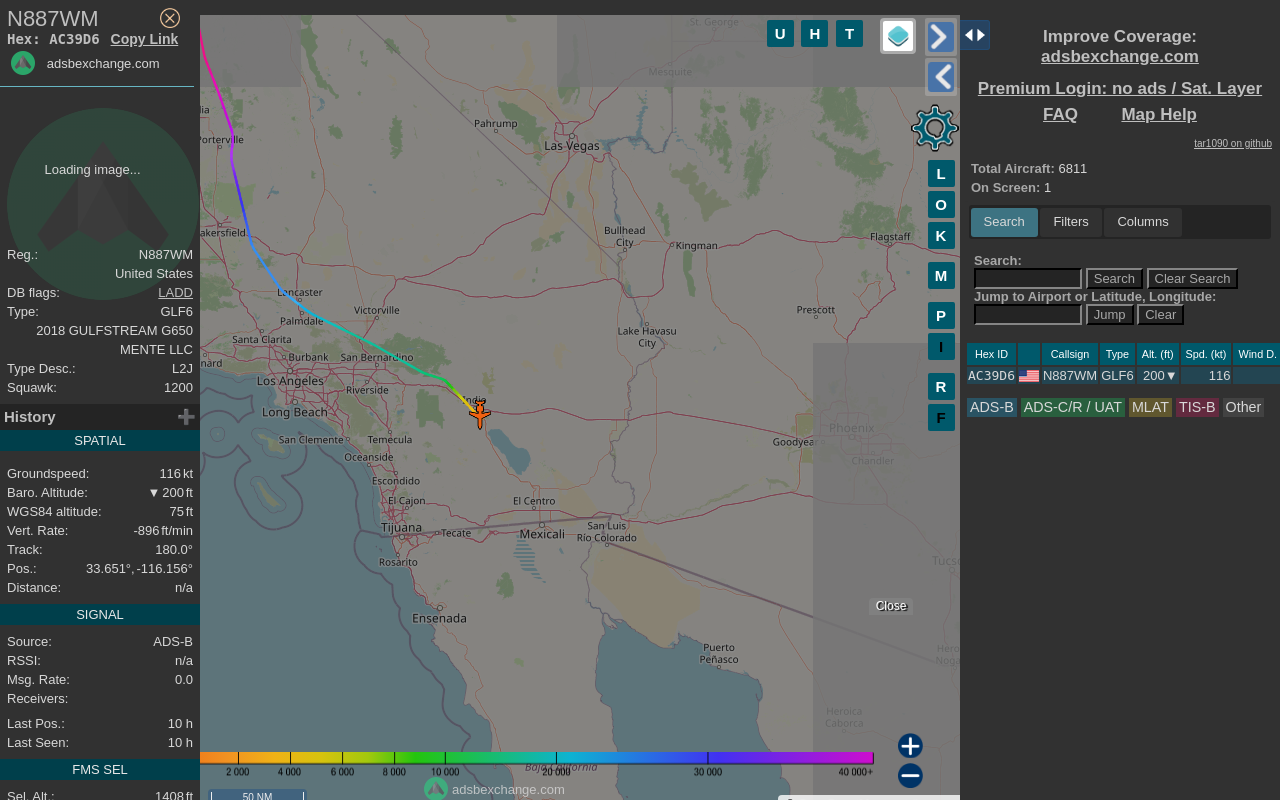 N887WM
Hex: AC39D6 Copy Link
adsbexchange.com
Loading image...
Reg.: N887WM
United States
DB flags: LADD
Type: GLF6
2018 GULFSTREAM G650
MENTE LLC
Type Desc.: L2J
Squawk: 1200
History
SPATIAL
Groundspeed: 116 kt
Baro. Altitude: ▼ 200 ft
WGS84 altitude: 75 ft
Vert. Rate: -896 ft/min
Track: 180.0°
Pos.: 33.651°, -116.156°
Distance: n/a
SIGNAL
Source: ADS-B
RSSI: n/a
Msg. Rate: 0.0
Receivers:
Last Pos.: 10 h
Last Seen: 10 h
FMS SEL
Sel. Alt.: 1408 ft
St. George
U H T
Mesquite
Pahrump
Las Vegas
Porterville
L
O
K
M
P
I
R
F
Bullhead
City
Kingman
Flagstaff
Lancaster
Palmdale
Victorville
Prescott
Lake Havasu
City
Santa Clarita
Burbank
San Bernardino
Los Angeles
Riverside
Long Beach
Indio
Phoenix
San Clemente
Temecula
Goodyear
Chandler
Oceanside
Escondido
El Cajon
El Centro
Tijuana
Tecate
Mexicali
San Luis
Río Colorado
Rosarito
Close
Ensenada
Puerto
Peñasco
Heroica
Caborca
2 000 4 000 6 000 8 000 10 000 20 000 30 000 40 000+
Baja California
adsbexchange.com
50 NM
Improve Coverage:
adsbexchange.com
Premium Login: no ads / Sat. Layer
FAQ Map Help
tar1090 on github
Total Aircraft: 6811
On Screen: 1
Search Filters Columns
Search:
Search Clear Search
Jump to Airport or Latitude, Longitude:
Jump Clear
Hex ID Callsign Type Alt. (ft) Spd. (kt) Wind D.
AC39D6 N887WM GLF6 200▼ 116
ADS-B ADS-C/R / UAT MLAT TIS-B Other